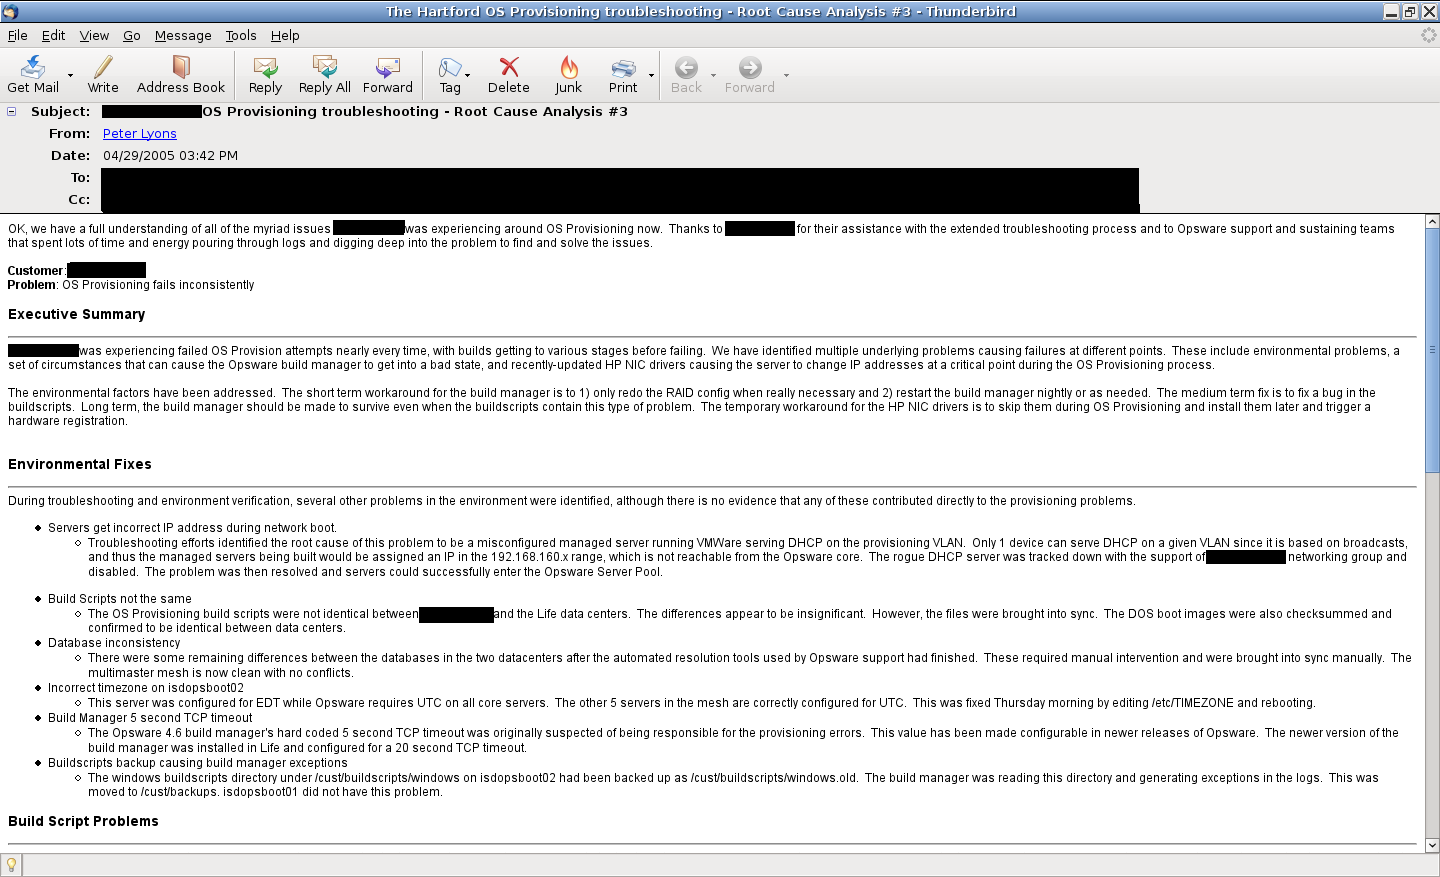 The Hartford OS Provisioning troubleshooting - Root Cause Analysis #3 - Thunderbird
File Edit View Go Message Tools Help
Get Mail Write Address Book Reply Reply All Forward Tag Delete Junk Print Back Forward
Subject: OS Provisioning troubleshooting - Root Cause Analysis #3
From: Peter Lyons
Date: 04/29/2005 03:42 PM
To:
Cc:
OK, we have a full understanding of all of the myriad issues was experiencing around OS Provisioning now. Thanks to for their assistance with the extended troubleshooting process and to Opsware support and sustaining teams
that spent lots of time and energy pouring through logs and digging deep into the problem to find and solve the issues.
Customer:
Problem: OS Provisioning fails inconsistently
Executive Summary
was experiencing failed OS Provision attempts nearly every time, with builds getting to various stages before failing. We have identified multiple underlying problems causing failures at different points. These include environmental problems, a
set of circumstances that can cause the Opsware build manager to get into a bad state, and recently-updated HP NIC drivers causing the server to change IP addresses at a critical point during the OS Provisioning process.
The environmental factors have been addressed. The short term workaround for the build manager is to 1) only redo the RAID config when really necessary and 2) restart the build manager nightly or as needed. The medium term fix is to fix a bug in the
buildscripts. Long term, the build manager should be made to survive even when the buildscripts contain this type of problem. The temporary workaround for the HP NIC drivers is to skip them during OS Provisioning and install them later and trigger a
hardware registration.
Environmental Fixes
During troubleshooting and environment verification, several other problems in the environment were identified, although there is no evidence that any of these contributed directly to the provisioning problems.
Servers get incorrect IP address during network boot.
Troubleshooting efforts identified the root cause of this problem to be a misconfigured managed server running VMWare serving DHCP on the provisioning VLAN. Only 1 device can serve DHCP on a given VLAN since it is based on broadcasts,
and thus the managed servers being built would be assigned an IP in the 192.168.160.x range, which is not reachable from the Opsware core. The rogue DHCP server was tracked down with the support of networking group and
disabled. The problem was then resolved and servers could successfully enter the Opsware Server Pool.
Build Scripts not the same
The OS Provisioning build scripts were not identical between and the Life data centers. The differences appear to be insignificant. However, the files were brought into sync. The DOS boot images were also checksummed and
confirmed to be identical between data centers.
Database inconsistency
There were some remaining differences between the databases in the two datacenters after the automated resolution tools used by Opsware support had finished. These required manual intervention and were brought into sync manually. The
multimaster mesh is now clean with no conflicts.
Incorrect timezone on isdopsboot02
This server was configured for EDT while Opsware requires UTC on all core servers. The other 5 servers in the mesh are correctly configured for UTC. This was fixed Thursday morning by editing /etc/TIMEZONE and rebooting.
Build Manager 5 second TCP timeout
The Opsware 4.6 build manager's hard coded 5 second TCP timeout was originally suspected of being responsible for the provisioning errors. This value has been made configurable in newer releases of Opsware. The newer version of the
build manager was installed in Life and configured for a 20 second TCP timeout.
Buildscripts backup causing build manager exceptions
The windows buildscripts directory under /cust/buildscripts/windows on isdopsboot02 had been backed up as /cust/buildscripts/windows.old. The build manager was reading this directory and generating exceptions in the logs. This was
moved to /cust/backups. isdopsboot01 did not have this problem.
Build Script Problems